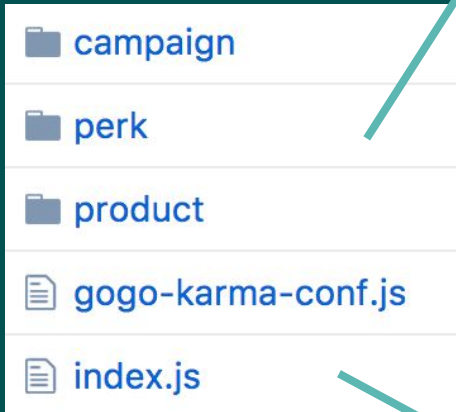 campaign
perk
product
gogo-karma-conf.js
index.js